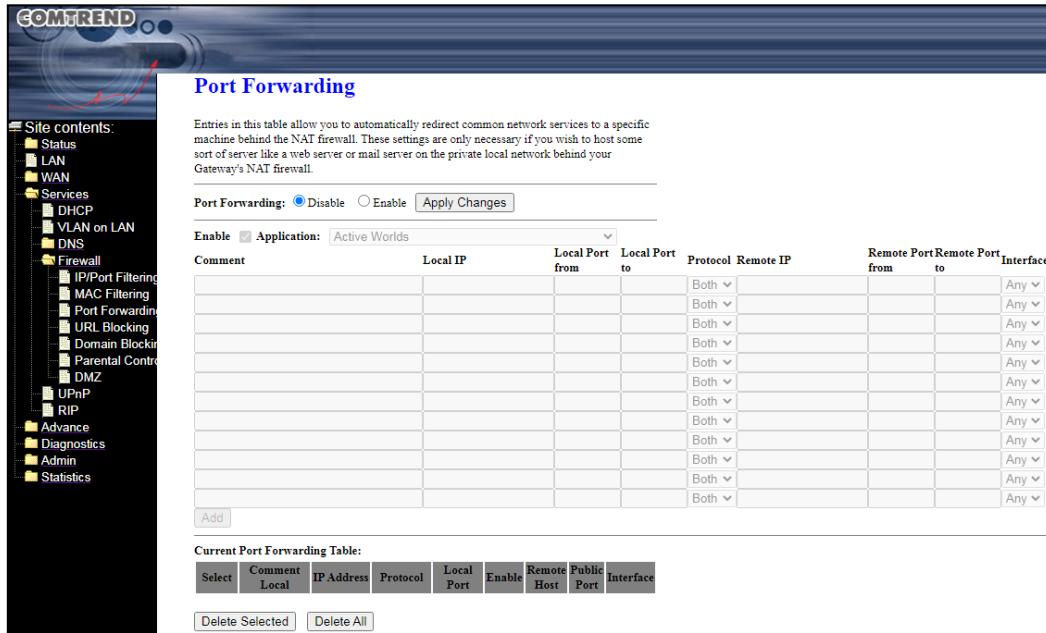 COMTREND
Site contents:
Status
LAN
WAN
Services
DHCP
VLAN on LAN
DNS
Firewall
IP/Port Filtering
MAC Filtering
Port Forwarding
URL Blocking
Domain Blockin
Parental Contro
DMZ
UPnP
RIP
Advance
Diagnostics
Admin
Statistics
Port Forwarding
Entries in this table allow you to automatically redirect common network services to a specific
machine behind the NAT firewall. These settings are only necessary if you wish to host some
sort of server like a web server or mail server on the private local network behind your
Gateway's NAT firewall.
Port Forwarding: Disable Enable Apply Changes
Enable Application: Active Worlds
Comment Local IP Local Port from Local Port to Protocol Remote IP Remote Port from Remote Port to Interface
Both Any
Both Any
Both Any
Both Any
Both Any
Both Any
Both Any
Both Any
Both Any
Both Any
Both Any
Both Any
Add
Current Port Forwarding Table:
Select Comment Local IP Address Protocol Local Port Enable Remote Host Public Port Interface
Delete Selected Delete All